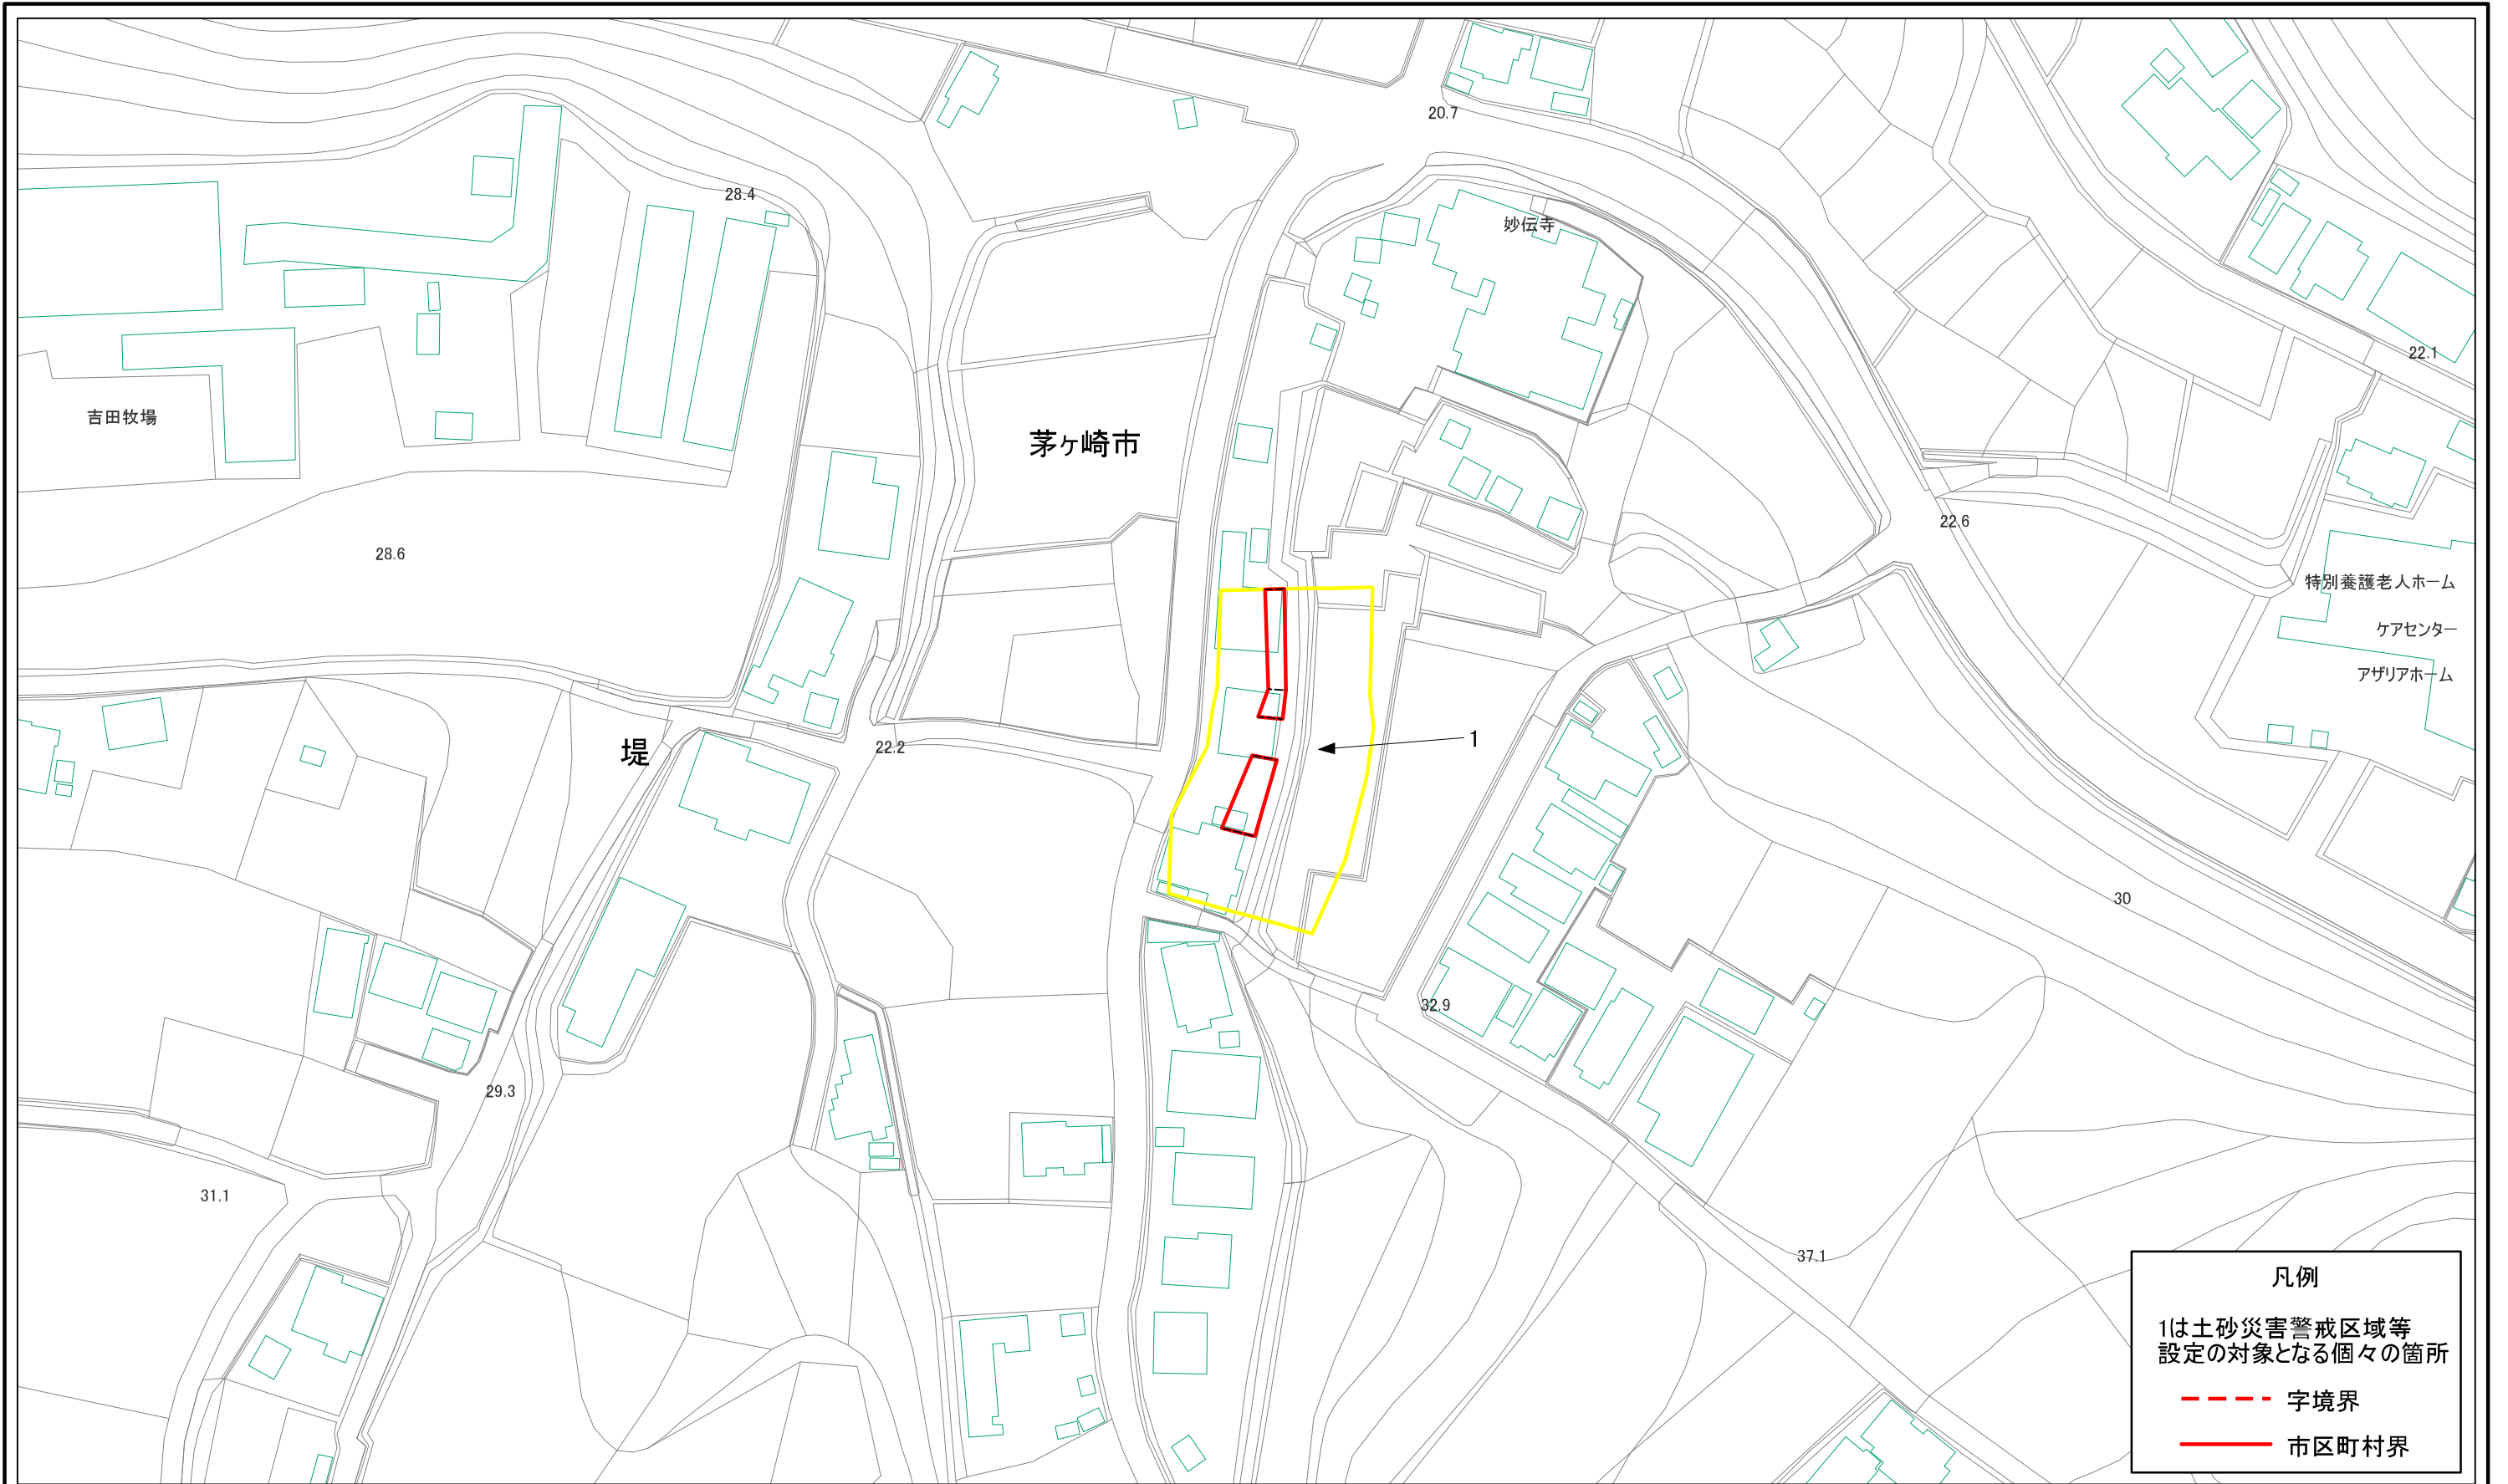 20.7
28.4
妙伝寺
22.1
吉田牧場
茅ヶ崎市
28.6
22.6
特別養護老人ホーム
ケアセンター
アザリアホーム
堤
22.2
1
30
32.9
29.3
31.1
37.1
凡例
1は土砂災害警戒区域等
設定の対象となる個々の箇所
字境界
市区町村界